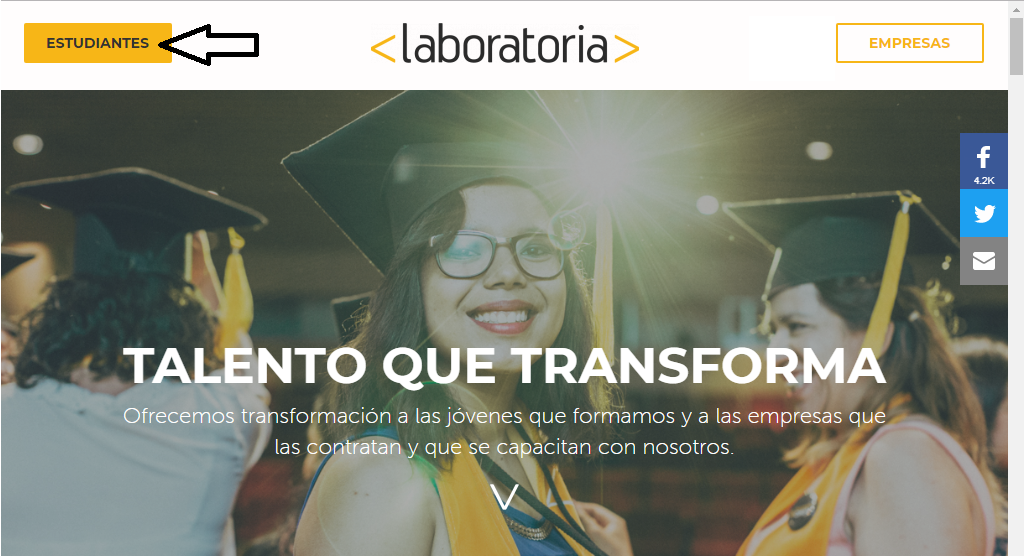 ESTUDIANTES
<laboratoria>
EMPRESAS
4.2K
TALENTO QUE TRANSFORMA
Ofrecemos transformación a las jóvenes que formamos y a las empresas que
las contratan y que se capacitan con nosotros.